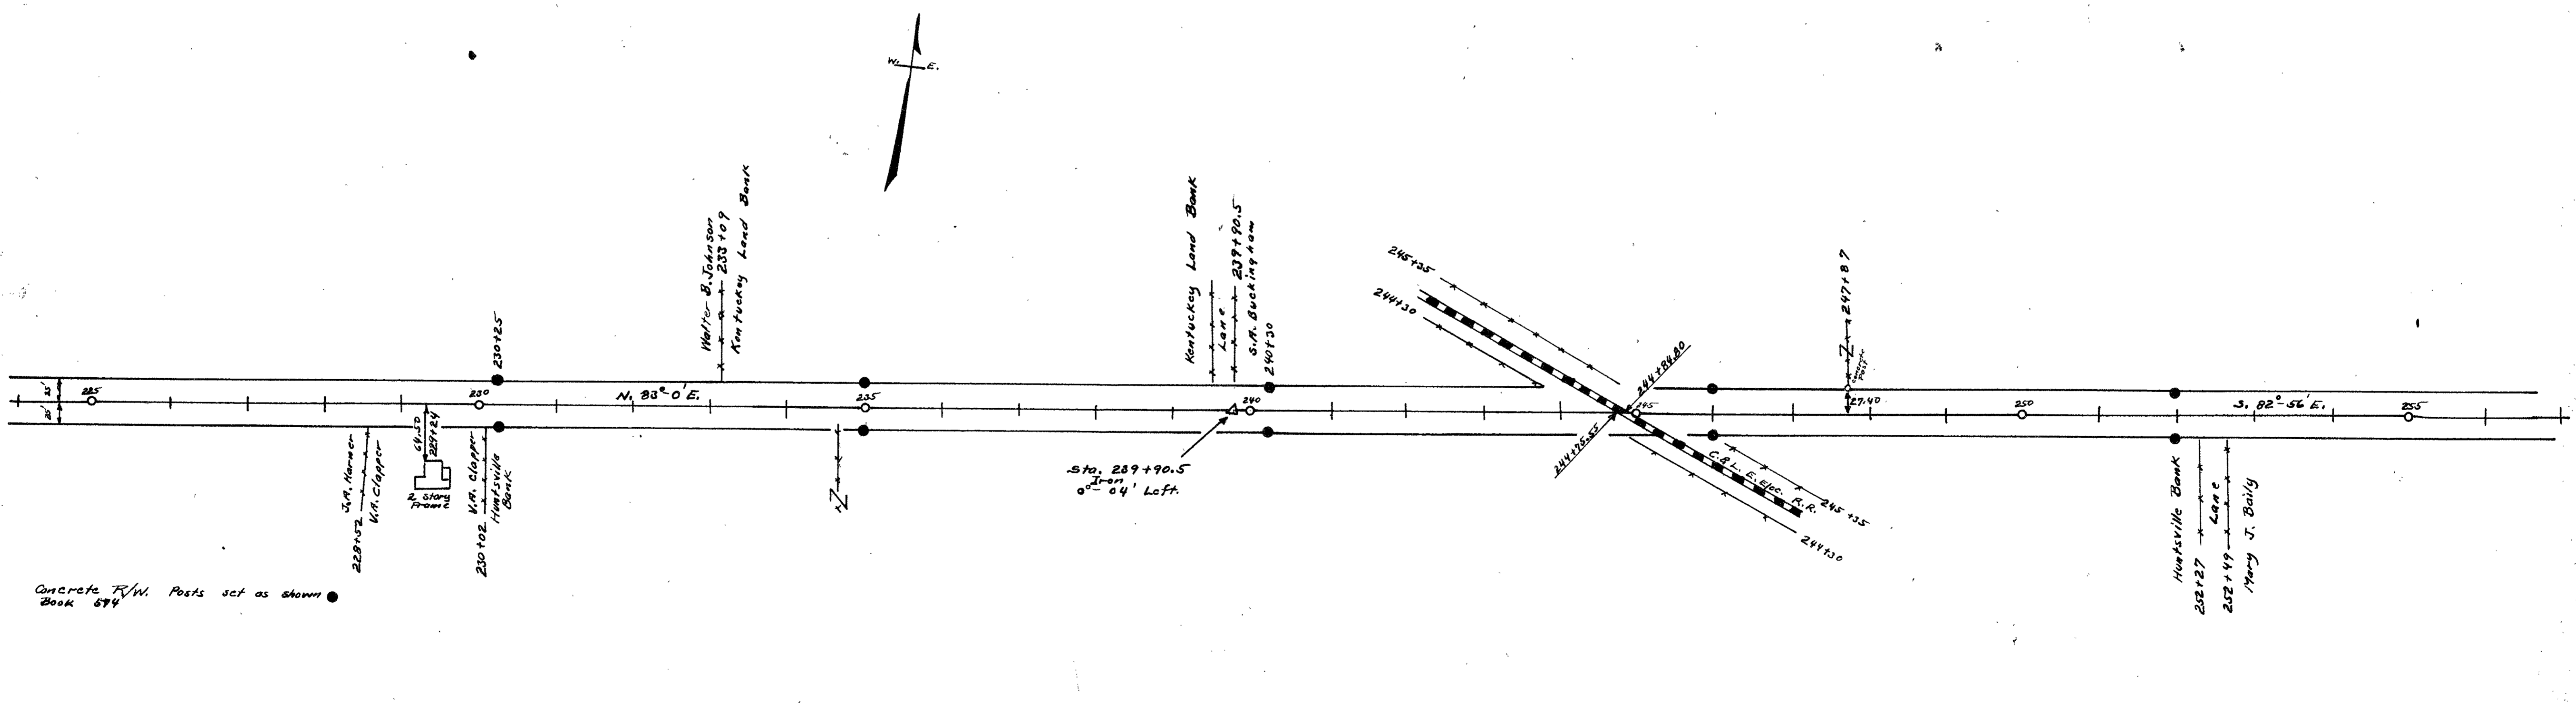 W. E.
Walter B. Johnson
233+09
Kentucky Land Bank
Kentuckey Land Bank
Lane
239+90.5
S.A. Buckingham
240+30
230+25
245+35
244+30
244+84.80
247+87
Concrete
Post
225
230
N. 83°-0' E.
235
240
245
27.40
250
S. 82°-56' E.
255
64.50
229+24
2 Story
Frame
J.A. Harner
228+52
V.A. Clapper
V.A. Clapper
230+02
Huntsville
Bank
Sta. 239+90.5
Iron
0°-04' Left.
244+75.55
C. & L. E. Elec. R.R.
245+35
244+30
Huntsville Bank
252+27
Lane
252+49
Mary J. Baily
Concrete R/W. Posts set as shown
Book 574